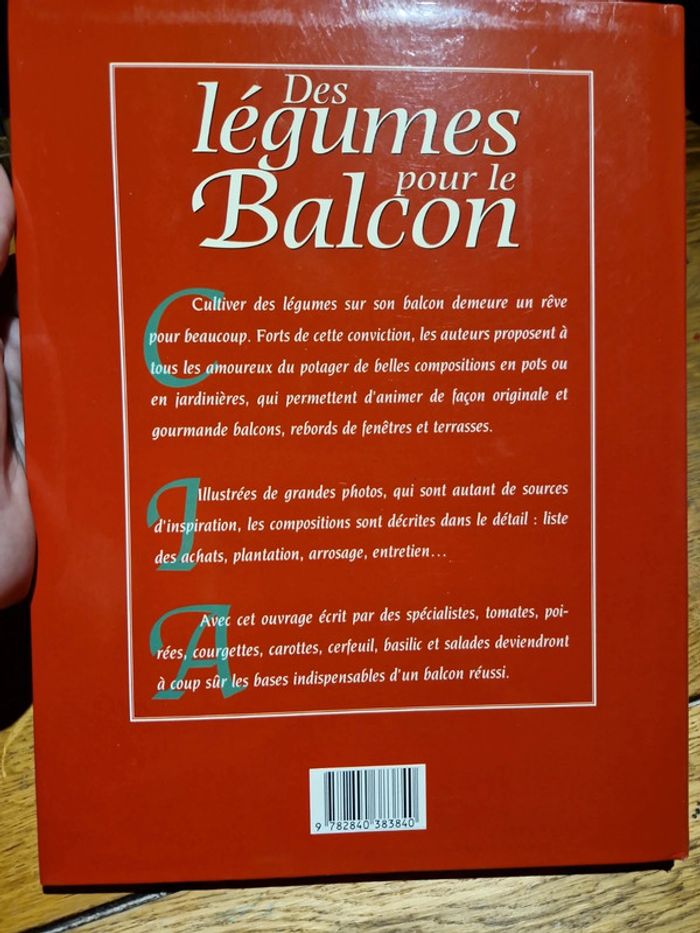 Des
légumes
pour le
Balcon
Cultiver des légumes sur son balcon demeure un rêve
pour beaucoup. Forts de cette conviction, les auteurs proposent à
tous les amoureux du potager de belles compositions en pots ou
en jardinières, qui permettent d'animer de façon originale et
gourmande balcons, rebords de fenêtres et terrasses.
Illustrées de grandes photos, qui sont autant de sources
d'inspiration, les compositions sont décrites dans le détail : liste
des achats, plantation, arrosage, entretien...
Avec cet ouvrage écrit par des spécialistes, tomates, poi-
rées, courgettes, carottes, cerfeuil, basilic et salades deviendront
à coup sûr les bases indispensables d'un balcon réussi.
9 782840 383840